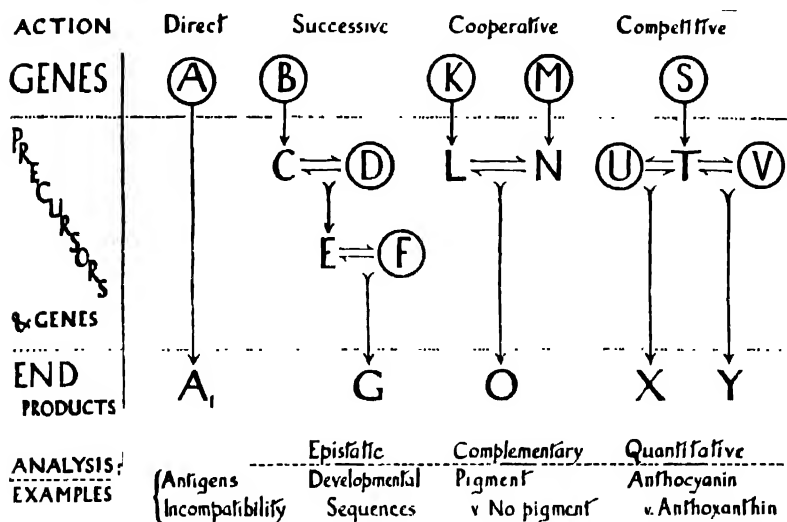 ACTION Direct Successive Cooperative Competitive
GENES A B K M S
PRECURSORS
C D L N U T V
E F
& GENES
END
PRODUCTS
A₁ G O X Y
ANALYSIS: Epistatic Complementary Quantitative
EXAMPLES Antigens Developmental Pigment Anthocyanin
Incompatibility Sequences v No pigment v. Anthoxanthin